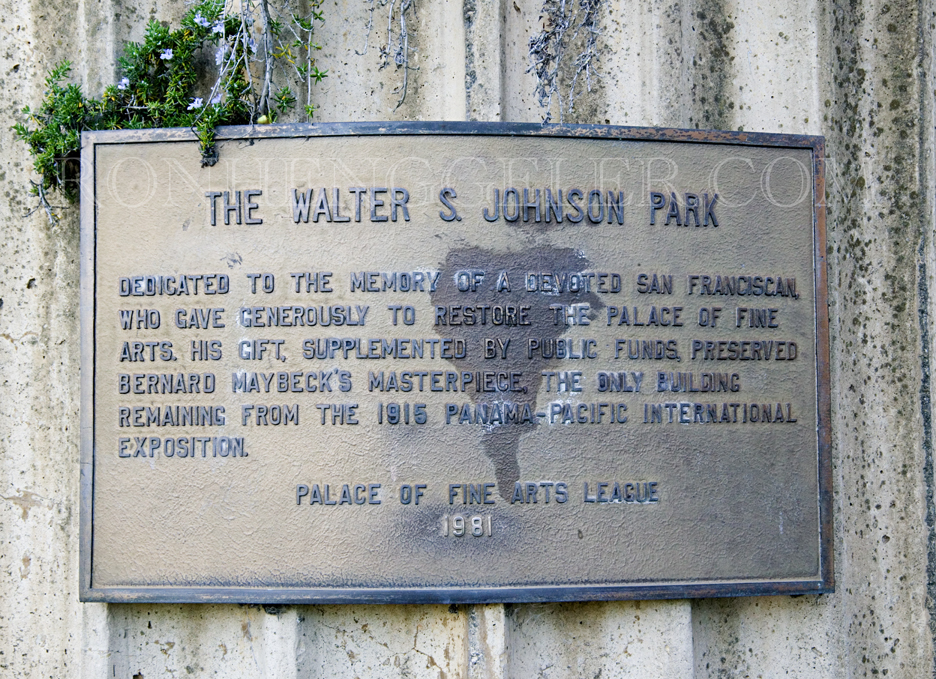 RONHENGGELER.COM
THE WALTER S. JOHNSON PARK
DEDICATED TO THE MEMORY OF A DEVOTED SAN FRANCISCAN,
WHO GAVE GENEROUSLY TO RESTORE THE PALACE OF FINE
ARTS. HIS GIFT, SUPPLEMENTED BY PUBLIC FUNDS, PRESERVED
BERNARD MAYBECK'S MASTERPIECE, THE ONLY BUILDING
REMAINING FROM THE 1915 PANAMA-PACIFIC INTERNATIONAL
EXPOSITION.
PALACE OF FINE ARTS LEAGUE
1981